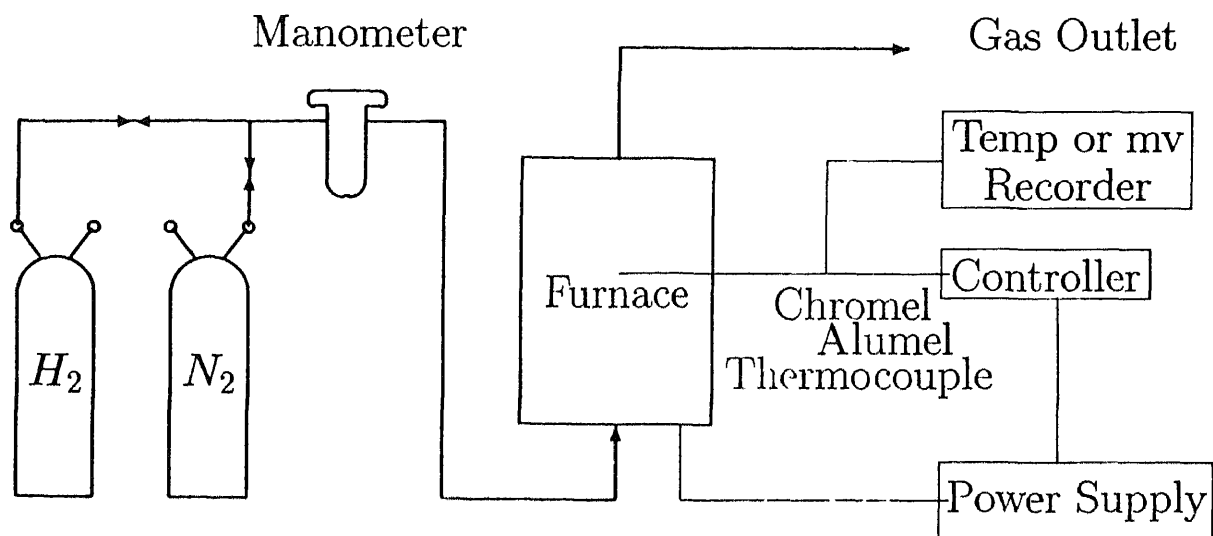 Manometer
Gas Outlet
Temp or mv
Recorder
Controller
Furnace
Chromel
Alumel
Thermocouple
H₂
N₂
Power Supply